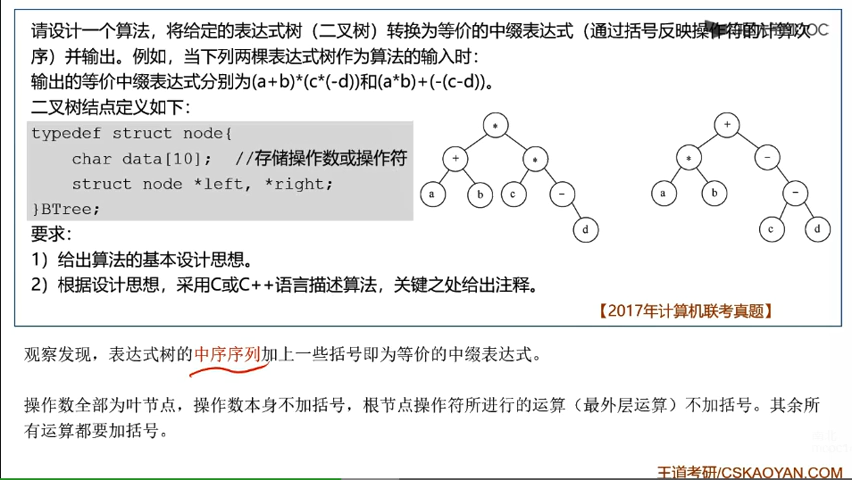 请设计一个算法，将给定的表达式树（二叉树）转换为等价的中缀表达式（通过括号反映操作符的计算次
序）并输出。例如，当下列两棵表达式树作为算法的输入时：
输出的等价中缀表达式分别为(a+b)*(c*(-d))和(a*b)+(-(c-d))。
二叉树结点定义如下：
typedef struct node{
char data[10]; //存储操作数或操作符
struct node *left, *right;
}BTree;
*
+
*
a
b
c
-
d
+
*
-
a
b
-
c
d
要求：
1）给出算法的基本设计思想。
2）根据设计思想，采用C或C++语言描述算法，关键之处给出注释。
【2017年计算机联考真题】
观察发现，表达式树的中序序列加上一些括号即为等价的中缀表达式。
操作数全部为叶节点，操作数本身不加括号，根节点操作符所进行的运算（最外层运算）不加括号。其余所
有运算都要加括号。
王道考研/CSKAOYAN.COM